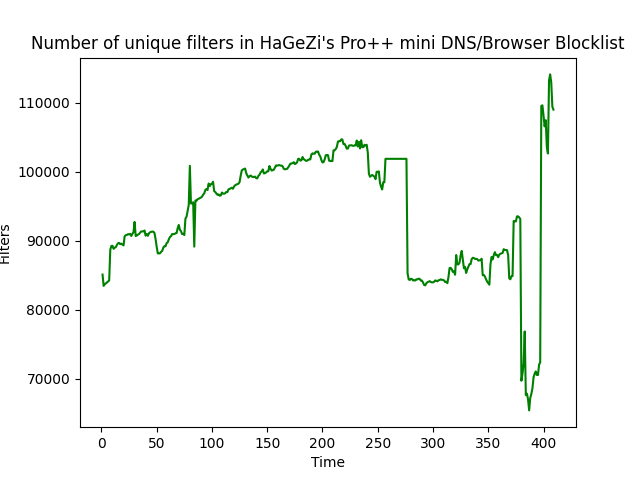 Number of unique filters in HaGeZi's Pro++ mini DNS/Browser Blocklist
110000
100000
90000
80000
70000
Filters
0 50 100 150 200 250 300 350 400
Time